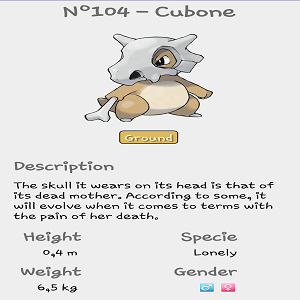 Nº104 – Cubone
Ground
Description
The skull it wears on its head is that of
its dead mother. According to some, it
will evolve when it comes to terms with
the pain of her death.
Height Specie
0,4 m Lonely
Weight Gender
6,5 kg